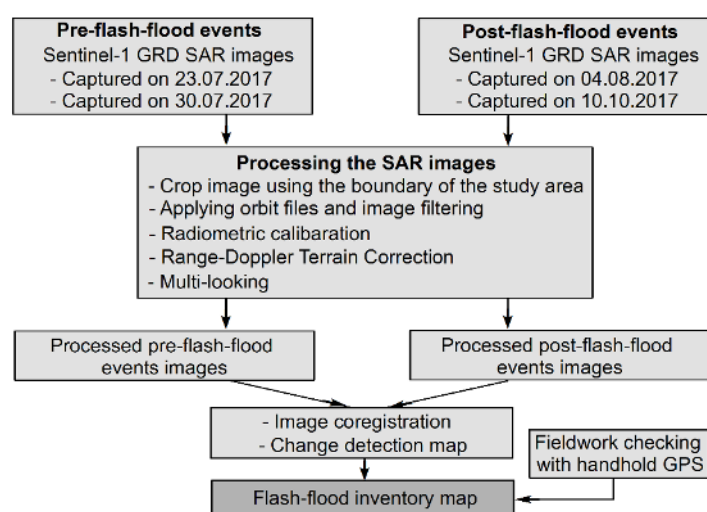 Pre-flash-flood events
Sentinel-1 GRD SAR images
- Captured on 23.07.2017
- Captured on 30.07.2017
Post-flash-flood events
Sentinel-1 GRD SAR images
- Captured on 04.08.2017
- Captured on 10.10.2017
Processing the SAR images
- Crop image using the boundary of the study area
- Applying orbit files and image filtering
- Radiometric calibaration
- Range-Doppler Terrain Correction
- Multi-looking
Processed pre-flash-flood
events images
Processed post-flash-flood
events images
- Image coregistration
- Change detection map
Fieldwork checking
with handhold GPS
Flash-flood inventory map